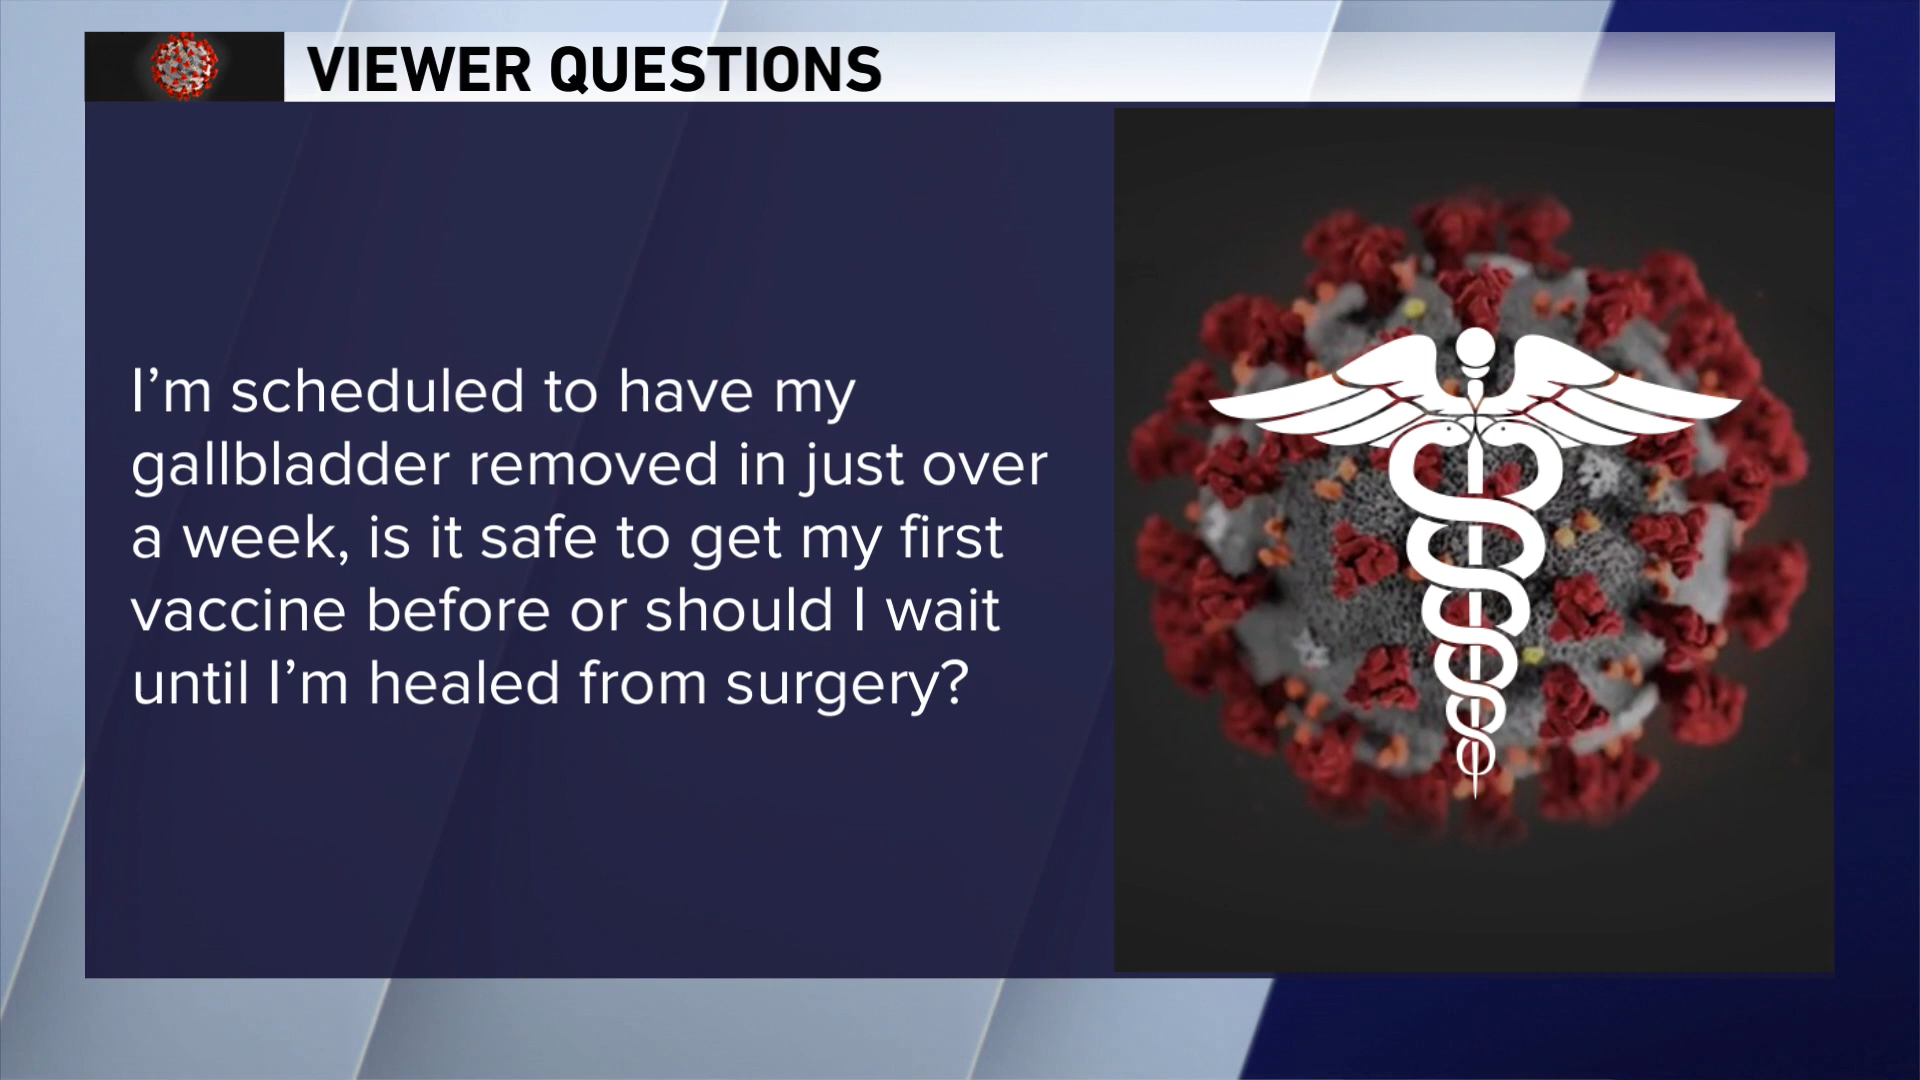 VIEWER QUESTIONS
I’m scheduled to have my
gallbladder removed in just over
a week, is it safe to get my first
vaccine before or should I wait
until I’m healed from surgery?